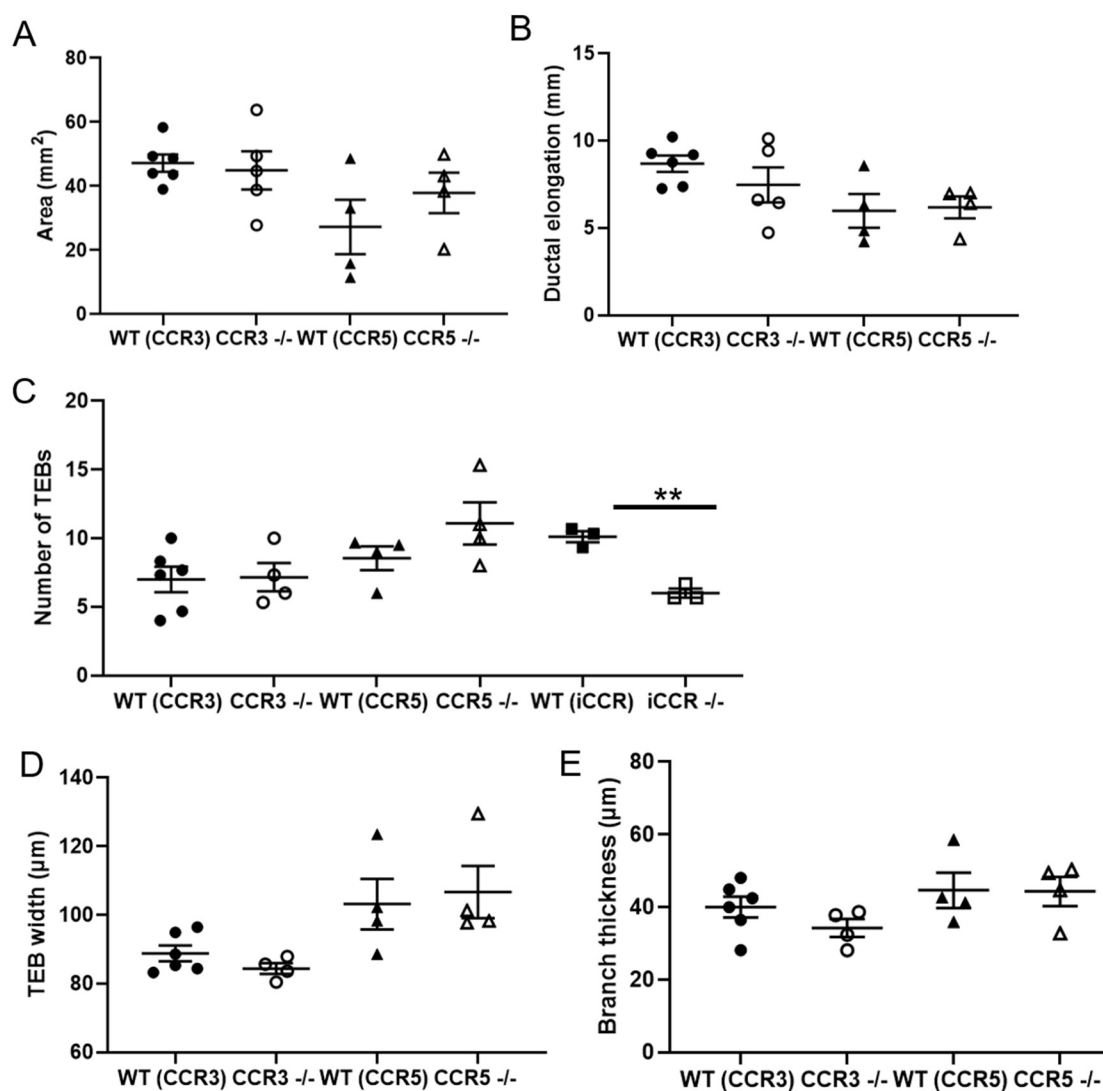 A
Area (mm²)
80
60
40
20
0
WT (CCR3) CCR3 -/- WT (CCR5) CCR5 -/-
B
Ductal elongation (mm)
15
10
5
0
WT (CCR3) CCR3 -/- WT (CCR5) CCR5 -/-
C
Number of TEBs
20
15
10
5
0
**
WT (CCR3) CCR3 -/- WT (CCR5) CCR5 -/- WT (iCCR) iCCR -/-
D
TEB width (µm)
140
120
100
80
60
WT (CCR3) CCR3 -/- WT (CCR5) CCR5 -/-
E
Branch thickness (µm)
80
60
40
20
0
WT (CCR3) CCR3 -/- WT (CCR5) CCR5 -/-